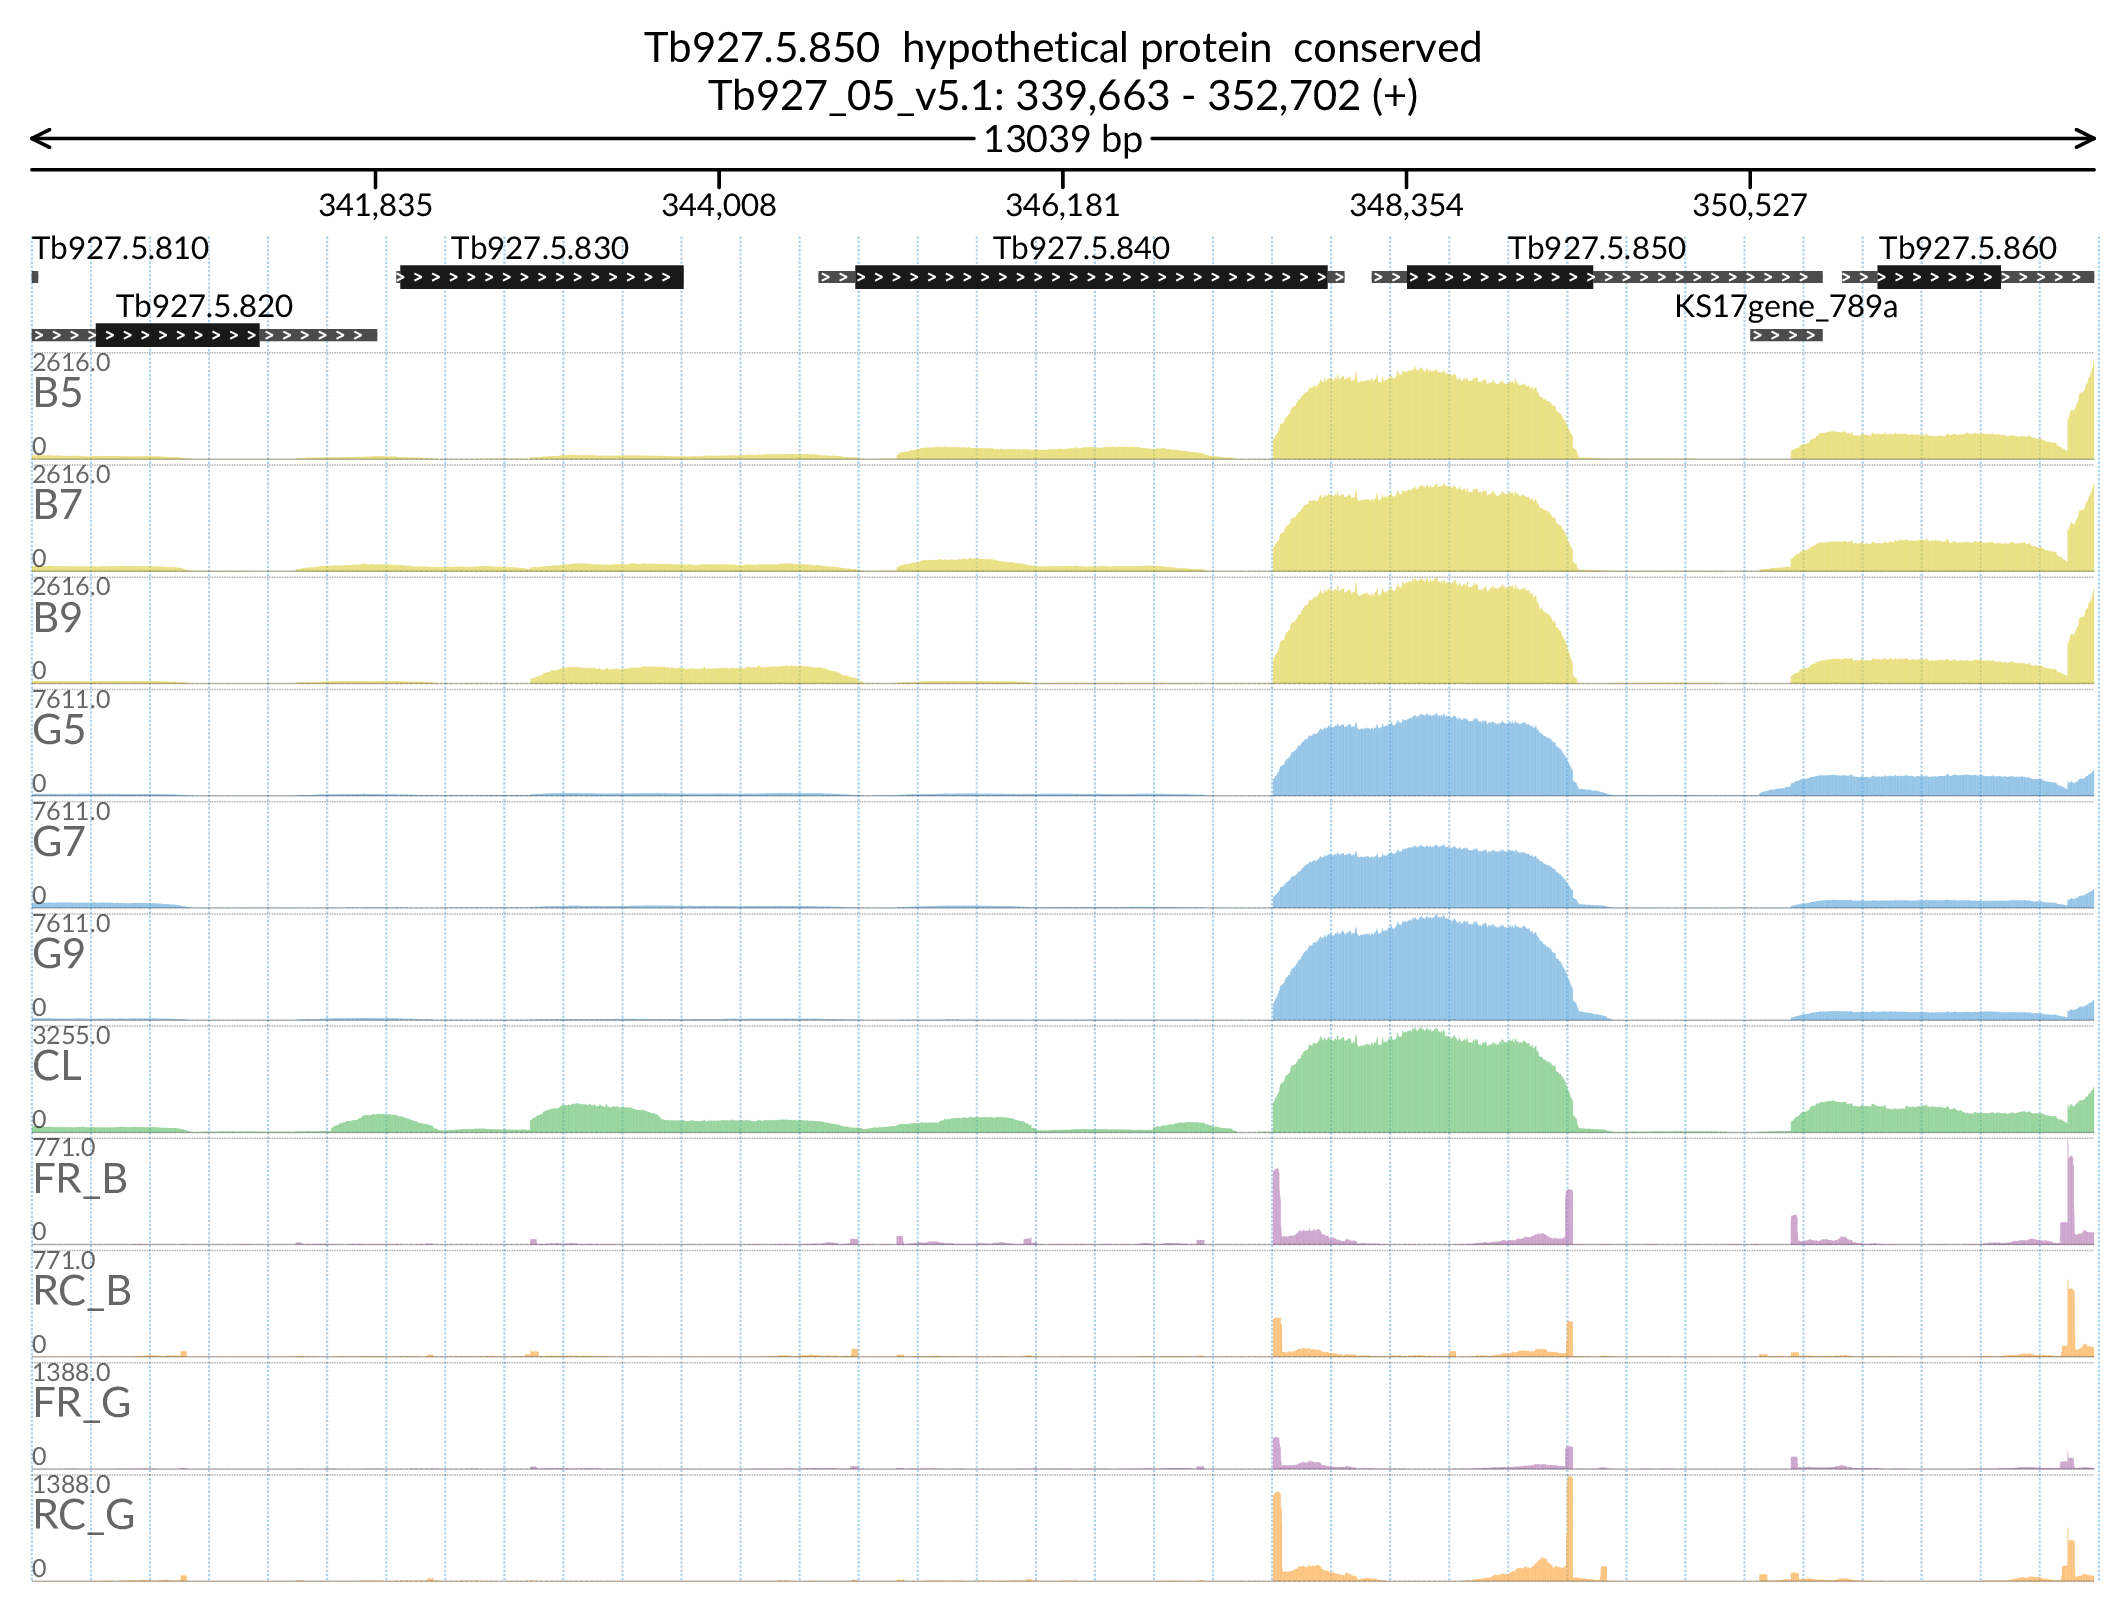 Tb927.5.850  hypothetical protein  conserved
Tb927_05_v5.1: 339,663 - 352,702 (+)
13039 bp
341,835 344,008 346,181 348,354 350,527
Tb927.5.810 Tb927.5.830 Tb927.5.840 Tb927.5.850 Tb927.5.860
Tb927.5.820 KS17gene_789a
2616.0
B5
0
2616.0
B7
0
2616.0
B9
0
7611.0
G5
0
7611.0
G7
0
7611.0
G9
0
3255.0
CL
0
771.0
FR_B
0
771.0
RC_B
0
1388.0
FR_G
0
1388.0
RC_G
0